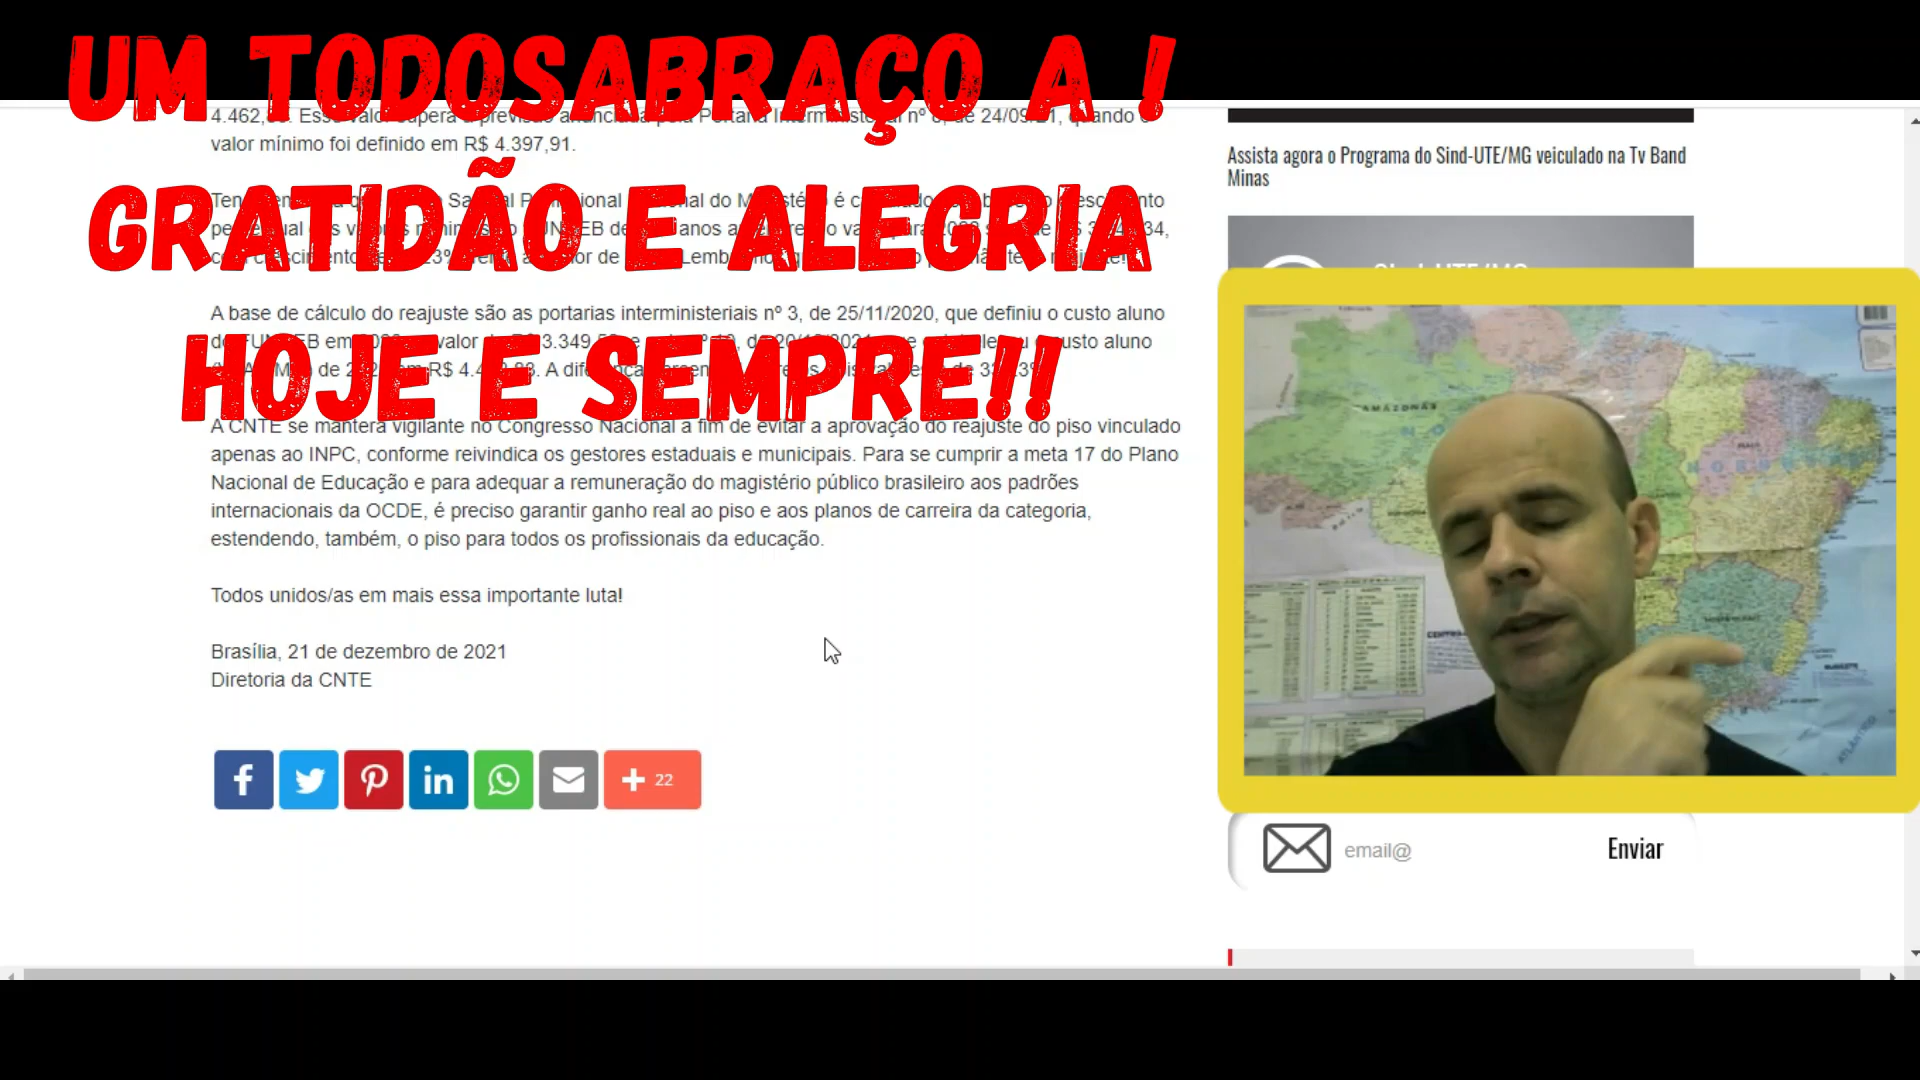 UM TODOSABRAÇO A !
GRATIDÃO E ALEGRIA
HOJE E SEMPRE!!
valor mínimo foi definido em R$ 4.397,91.
A base de cálculo do reajuste são as portarias interministeriais nº 3, de 25/11/2020, que definiu o custo aluno
A CNTE se manterá vigilante no Congresso Nacional a fim de evitar a aprovação do reajuste do piso vinculado
apenas ao INPC, conforme reivindica os gestores estaduais e municipais. Para se cumprir a meta 17 do Plano
Nacional de Educação e para adequar a remuneração do magistério público brasileiro aos padrões
internacionais da OCDE, é preciso garantir ganho real ao piso e aos planos de carreira da categoria,
estendendo, também, o piso para todos os profissionais da educação.
Todos unidos/as em mais essa importante luta!
Brasília, 21 de dezembro de 2021
Diretoria da CNTE
22
Assista agora o Programa do Sind-UTE/MG veiculado na Tv Band
Minas
Sind-UTE/MG
AMAZONAS
email@
Enviar